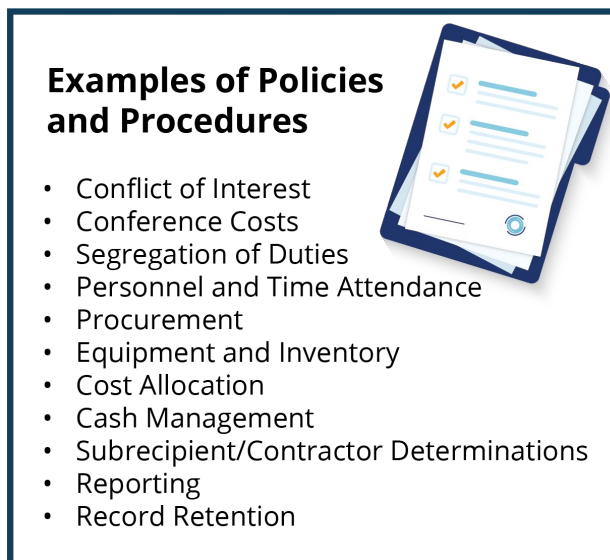 Examples of Policies
and Procedures
• Conflict of Interest
• Conference Costs
• Segregation of Duties
• Personnel and Time Attendance
• Procurement
• Equipment and Inventory
• Cost Allocation
• Cash Management
• Subrecipient/Contractor Determinations
• Reporting
• Record Retention